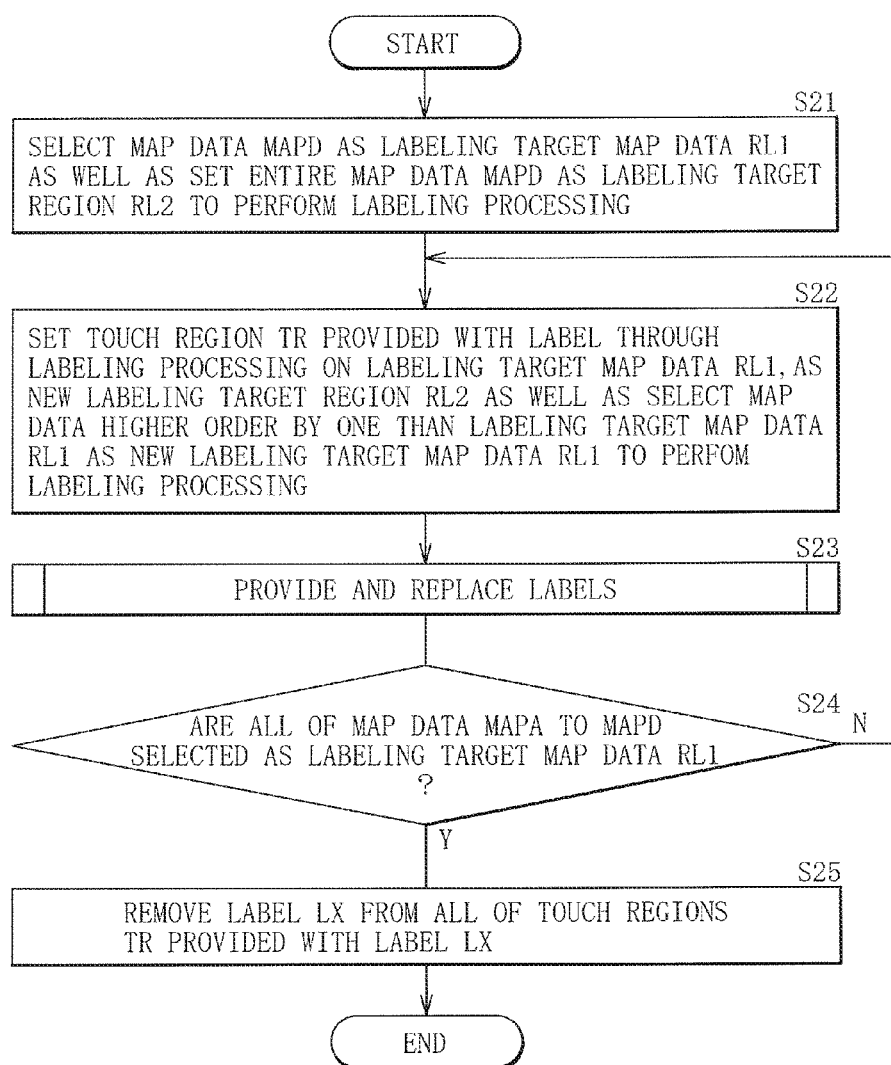 START
S21
SELECT MAP DATA MAPD AS LABELING TARGET MAP DATA RL1
AS WELL AS SET ENTIRE MAP DATA MAPD AS LABELING TARGET
REGION RL2 TO PERFORM LABELING PROCESSING
S22
SET TOUCH REGION TR PROVIDED WITH LABEL THROUGH
LABELING PROCESSING ON LABELING TARGET MAP DATA RL1, AS
NEW LABELING TARGET REGION RL2 AS WELL AS SELECT MAP
DATA HIGHER ORDER BY ONE THAN LABELING TARGET MAP DATA
RL1 AS NEW LABELING TARGET MAP DATA RL1 TO PERFOM
LABELING PROCESSING
S23
PROVIDE AND REPLACE LABELS
S24
ARE ALL OF MAP DATA MAPA TO MAPD
SELECTED AS LABELING TARGET MAP DATA RL1
?
N
Y
S25
REMOVE LABEL LX FROM ALL OF TOUCH REGIONS
TR PROVIDED WITH LABEL LX
END